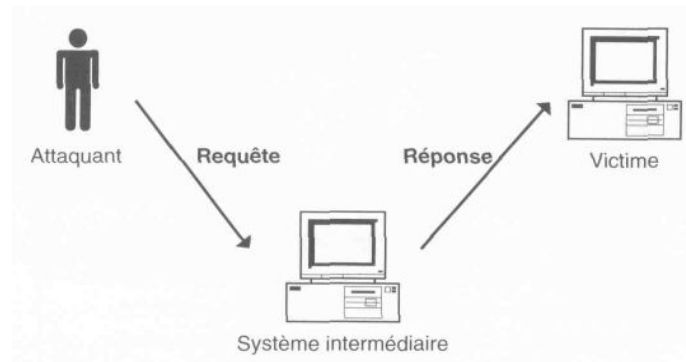 Attaquant
Requête
Réponse
Victime
Système intermédiaire